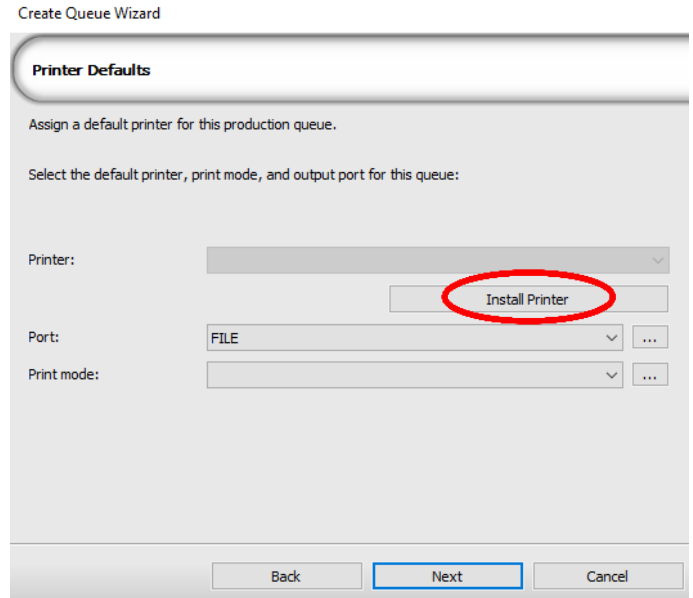 Create Queue Wizard
Printer Defaults
Assign a default printer for this production queue.
Select the default printer, print mode, and output port for this queue:
Printer:
Install Printer
Port: FILE ...
Print mode: ...
Back Next Cancel